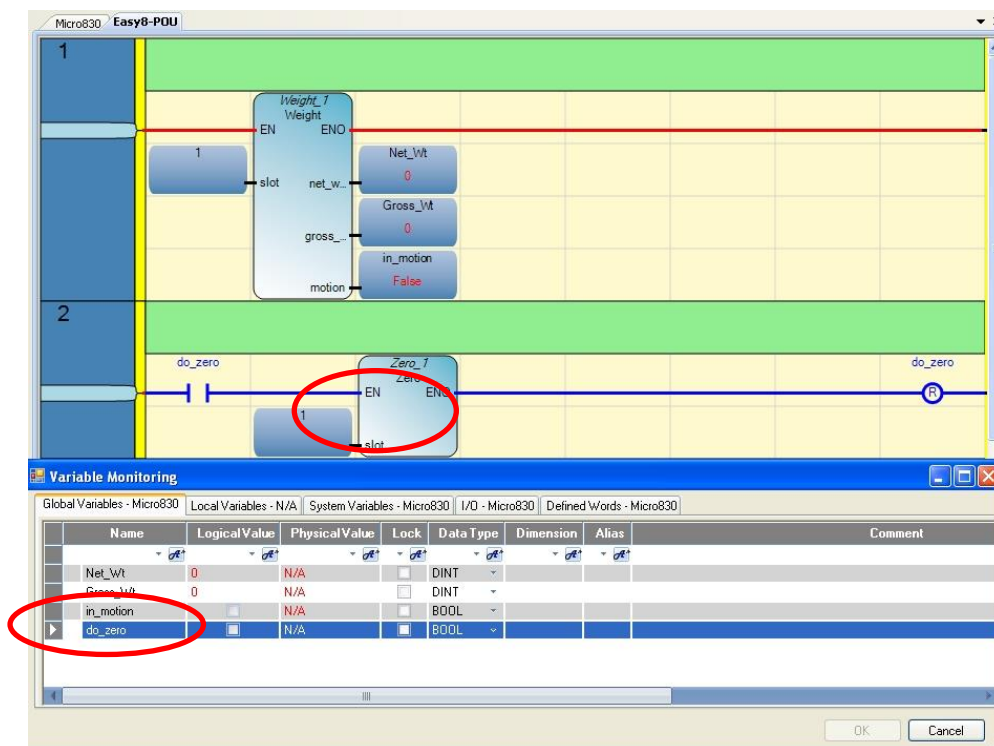 Micro830 Easy8-POU
1
Weight_1
Weight
EN ENO
1 Net_Wt
slot net_w... 0
Gross_Wt
gross_... 0
in_motion
motion False
2
do_zero Zero_1 do_zero
Zero
EN ENO R
1
slot
Variable Monitoring
Global Variables - Micro830 Local Variables - N/A System Variables - Micro830 I/O - Micro830 Defined Words - Micro830
Name Logical Value Physical Value Lock Data Type Dimension Alias Comment
Net_Wt 0 N/A DINT
Gross_Wt 0 N/A DINT
in_motion N/A BOOL
do_zero N/A BOOL
OK Cancel